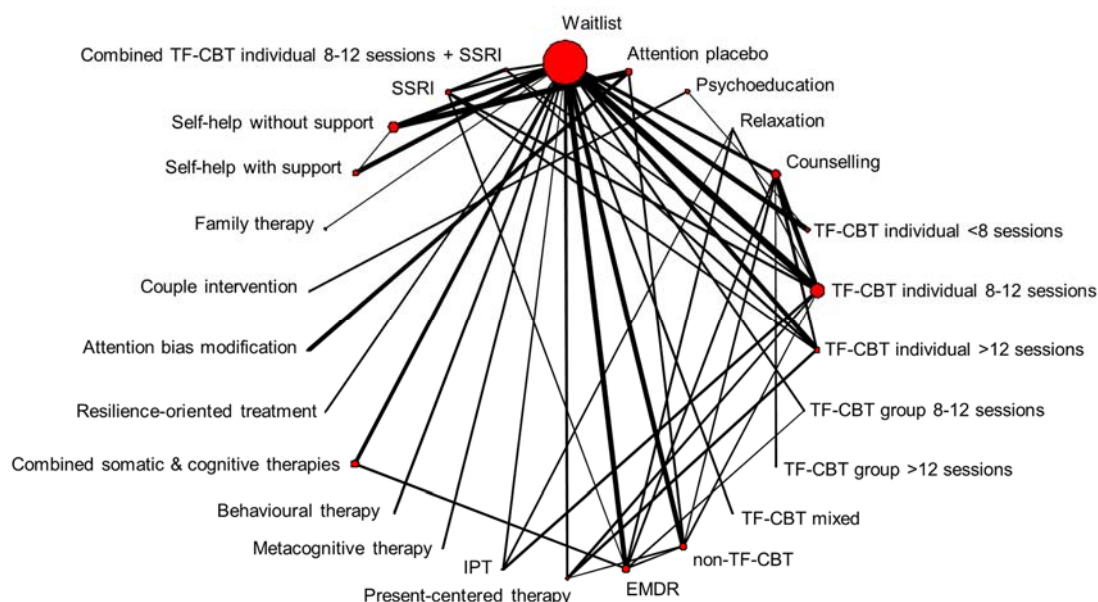 Waitlist
Combined TF-CBT individual 8-12 sessions + SSRI
Attention placebo
SSRI
Psychoeducation
Self-help without support
Relaxation
Self-help with support
Counselling
Family therapy
TF-CBT individual <8 sessions
Couple intervention
TF-CBT individual 8-12 sessions
Attention bias modification
TF-CBT individual >12 sessions
Resilience-oriented treatment
TF-CBT group 8-12 sessions
Combined somatic & cognitive therapies
TF-CBT group >12 sessions
Behavioural therapy
TF-CBT mixed
Metacognitive therapy
non-TF-CBT
IPT
EMDR
Present-centered therapy